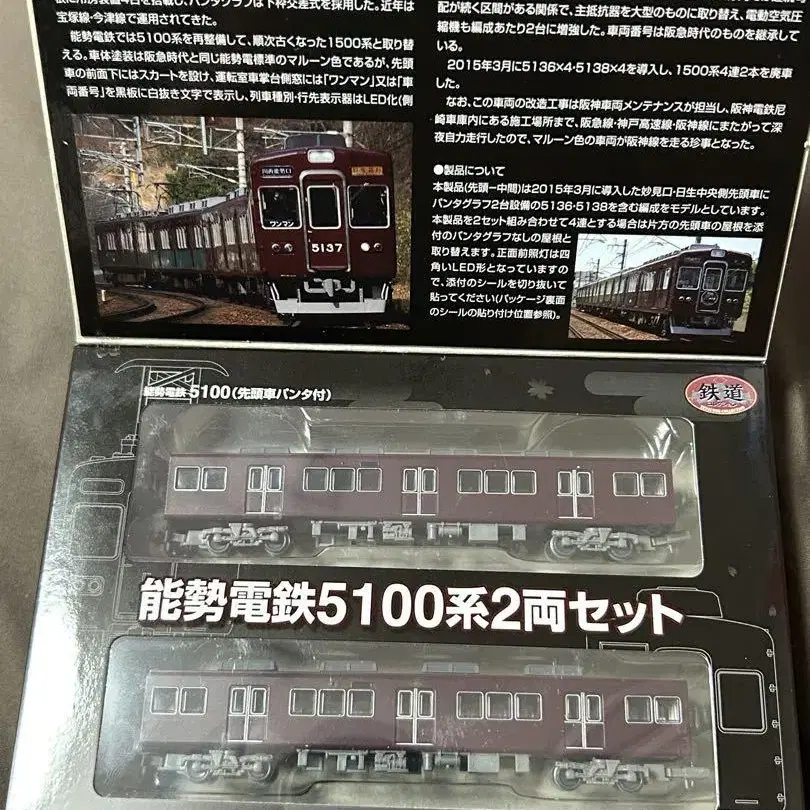 宝塚線・今津線で運用されてきた。
能勢電鉄では5100系を再整備して、順次古くなった1500系と取り替える。車体塗装は阪急時代と同じ能勢電標準のマルーン色であるが、先頭
車の前面下にはスカートを設け、運転室車掌台側窓には「ワンマン」又は「車
両番号」を黒板に白抜き文字で表示し、列車種別・行先表示器はLED化(側
配が続く区間がある関係で、主抵抗器を大型のものに取り替え、電動空気圧
縮機も編成あたり2台に増強した。車両番号は阪急時代のものを継承して
いる。
2015年3月に5136×4・5138×4を導入し、1500系4連2本を廃車
した。
なお、この車両の改造工事は阪神車両メンテナンスが担当し、阪神電鉄尼
崎車庫内にある施工場所まで、阪急線・神戸高速線・阪神線にまたがって深
夜自力走行したので、マルーン色の車両が阪神線を走る珍事となった。
●製品について
本製品(先頭ー中間)は2015年3月に導入した妙見口・日生中央側先頭車に
パンタグラフ2台設備の5136・5138を含む編成をモデルとしています。
本製品を2セット組み合わせて4連とする場合は片方の先頭車の屋根を添
付のパンタグラフなしの屋根と
取り替えます。正面前照灯は四
角いLED形となっていますの
で、添付のシールを切り抜いて
貼ってください(パッケージ裏面
のシールの貼り付け位置参照)。
川西能勢口
ワンマン
5137
能勢電鉄 5100(先頭車パンタ付)
鉄道
コレクション
能勢電鉄5100系2両セット